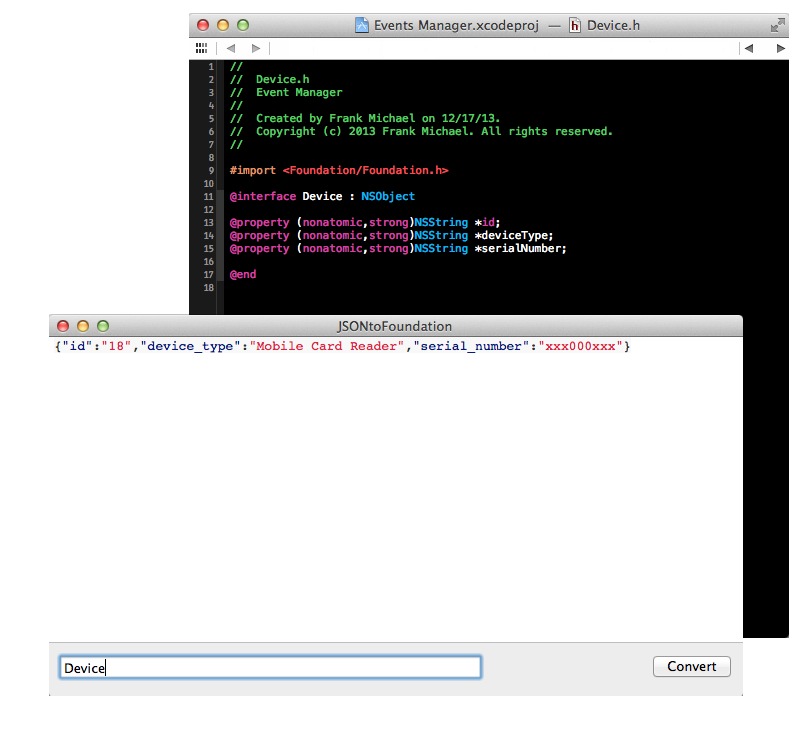 Events Manager.xcodeproj — Device.h
1 //
2 //  Device.h
3 //  Event Manager
4 //
5 //  Created by Frank Michael on 12/17/13.
6 //  Copyright (c) 2013 Frank Michael. All rights reserved.
7 //
8
9 #import <Foundation/Foundation.h>
10
11 @interface Device : NSObject
12
13 @property (nonatomic,strong)NSString *id;
14 @property (nonatomic,strong)NSString *deviceType;
15 @property (nonatomic,strong)NSString *serialNumber;
16
17 @end
18
JSONtoFoundation
{"id":"18","device_type":"Mobile Card Reader","serial_number":"xxx000xxx"}
Device
Convert